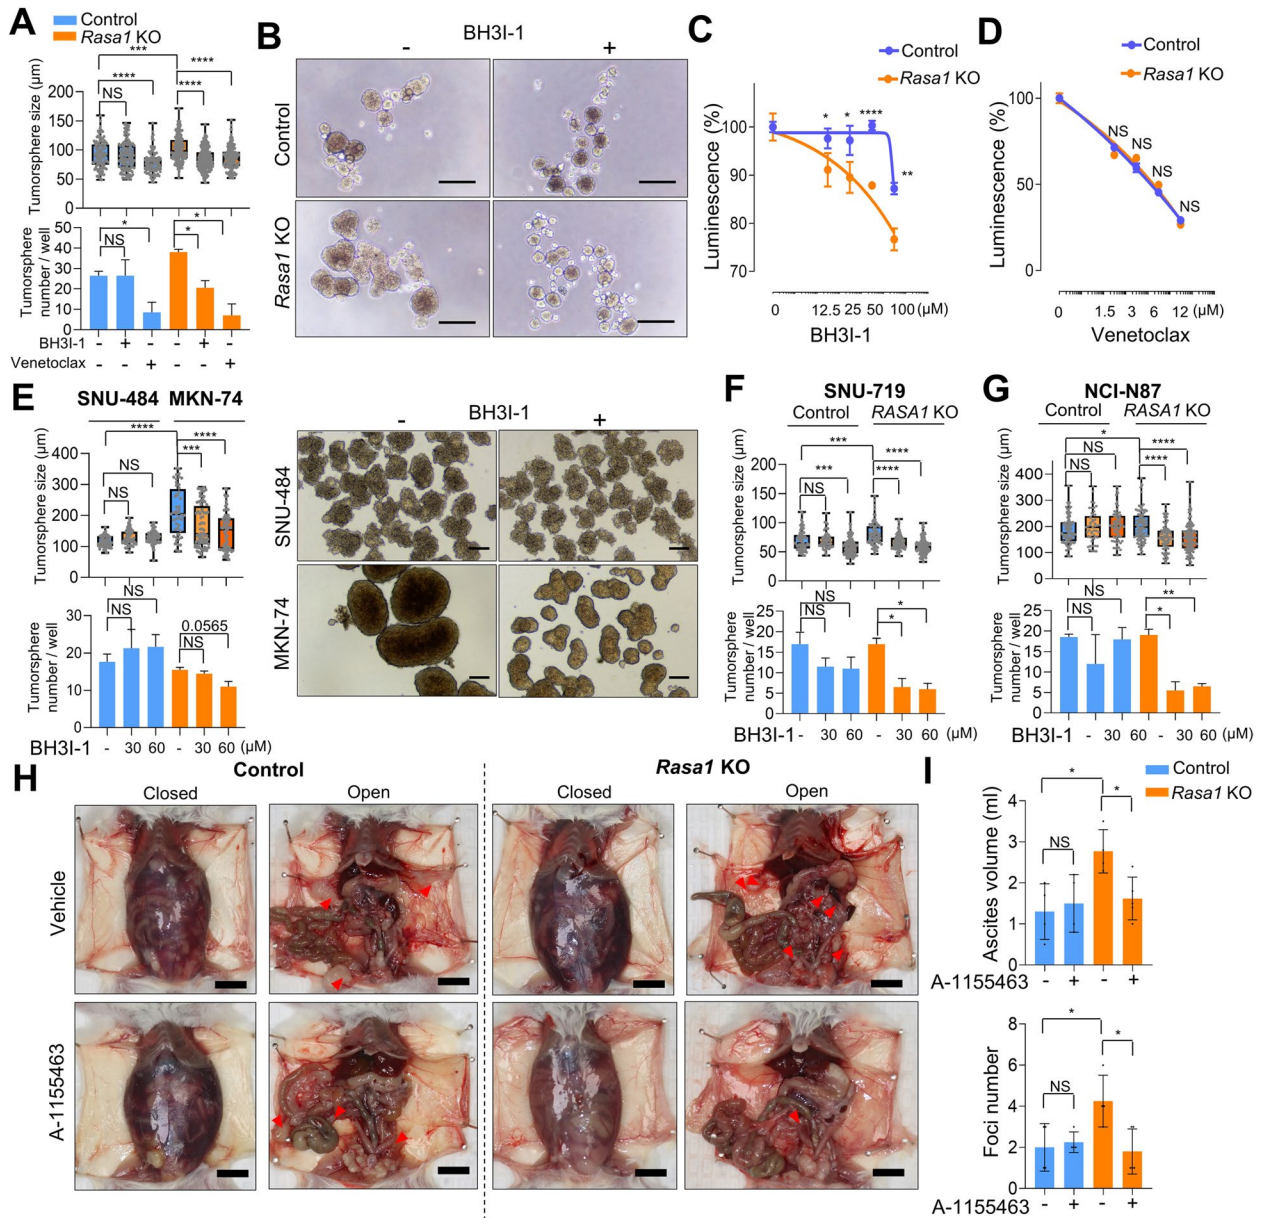 A
Control
Rasa1 KO
Tumorsphere size (μm)
200
150
100
50
0
***
****
****
****
NS
Tumorsphere
number / well
50
40
30
20
10
0
*
*
NS
*
BH3I-1 - + - - + -
Venetoclax - - + - - +
B
BH3I-1
- +
Control
Rasa1 KO
C
Control
Rasa1 KO
Luminescence (%)
100
90
80
70
* * **** **
0 12.5 25 50 100 (μM)
BH3I-1
D
Control
Rasa1 KO
Luminescence (%)
100
50
0
NS
NS
NS
NS
0 1.5 3 6 12 (μM)
Venetoclax
E
SNU-484 MKN-74
Tumorsphere size (μm)
400
300
200
100
0
****
****
***
NS
NS
Tumorsphere
number / well
30
20
10
0
NS
NS
0.0565
NS
BH3I-1 - 30 60 - 30 60 (μM)
BH3I-1
- +
SNU-484
MKN-74
F
SNU-719
Control RASA1 KO
Tumorsphere size (μm)
200
150
100
50
0
***
****
***
****
NS
Tumorsphere
number / well
25
20
15
10
5
0
NS
NS
*
*
BH3I-1 - 30 60 - 30 60 (μM)
G
NCI-N87
Control RASA1 KO
Tumorsphere size (μm)
400
300
200
100
0
*
NS
****
NS
****
Tumorsphere
number / well
25
20
15
10
5
0
NS
**
NS
*
BH3I-1 - 30 60 - 30 60 (μM)
H
Control Rasa1 KO
Closed Open Closed Open
Vehicle
A-1155463
I
Control
Rasa1 KO
Ascites volume (ml)
4
3
2
1
0
*
*
NS
A-1155463 - + - +
Foci number
8
6
4
2
0
*
*
NS
A-1155463 - + - +